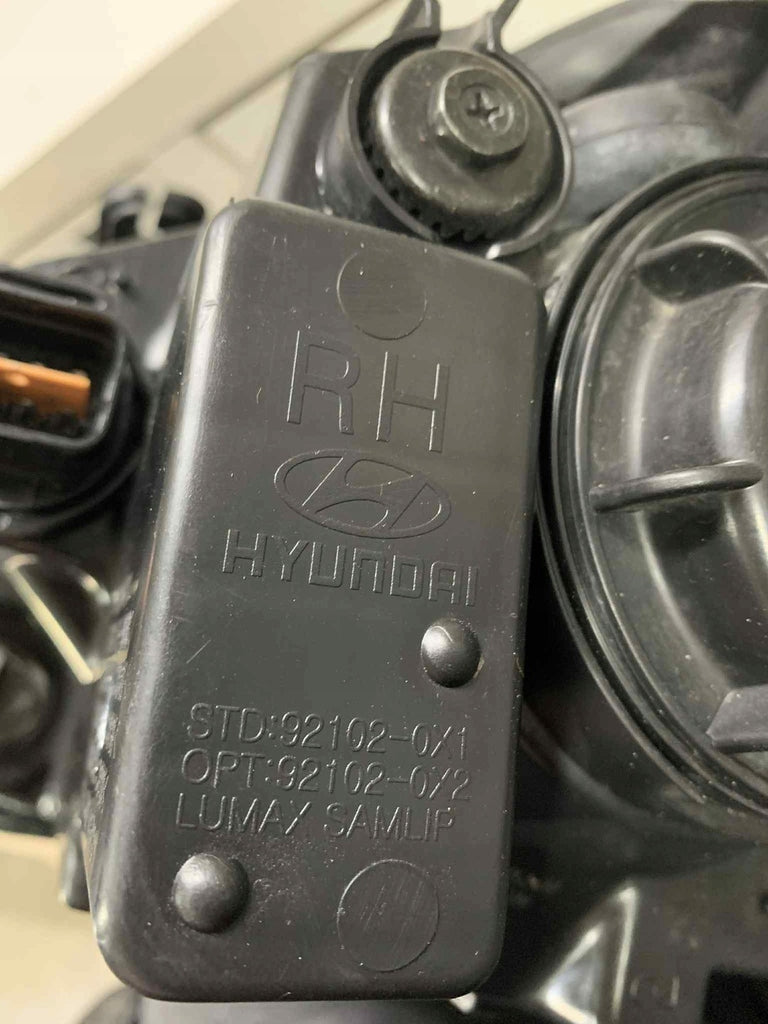 RH
HYUNDAI
STD:92102-0X1
OPT:92102-0X2
LUMAX SAMLIP